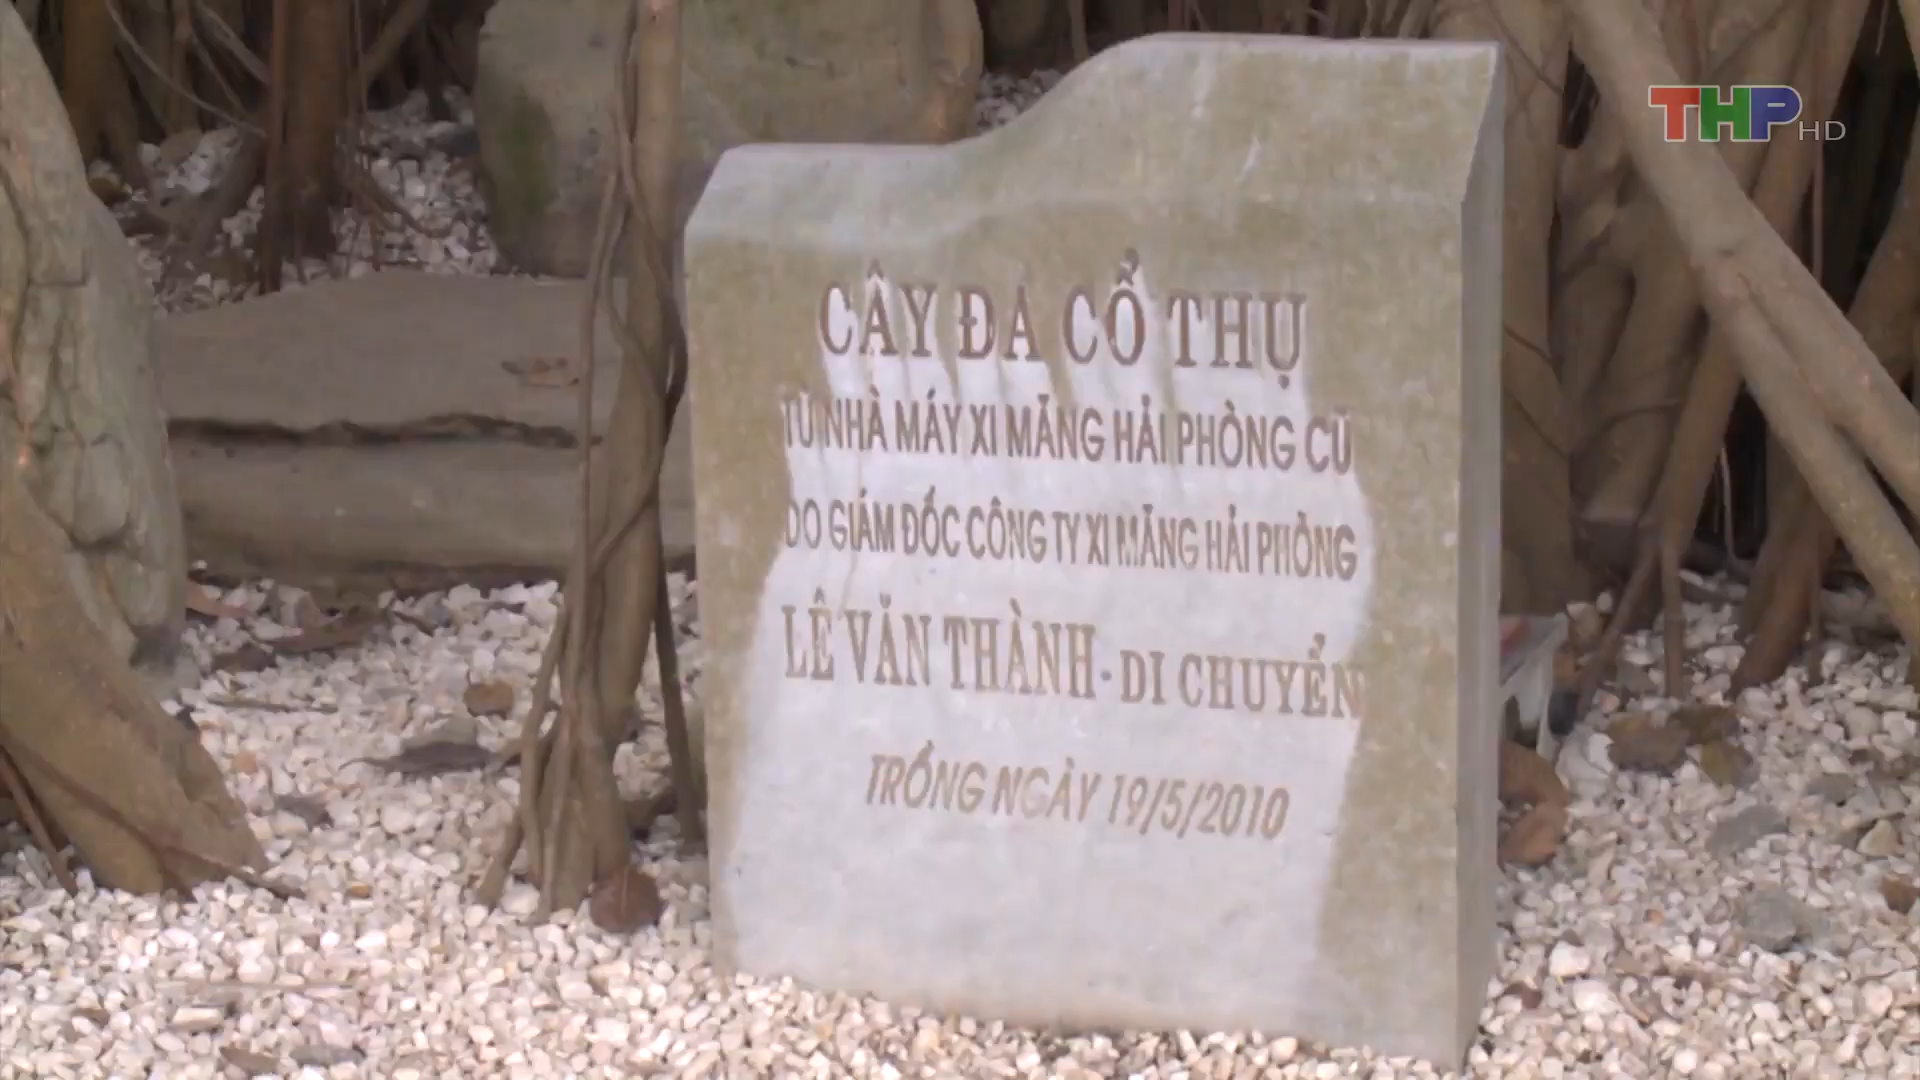 THP HD
CÂY ĐA CỔ THỤ
TỪ NHÀ MÁY XI MĂNG HẢI PHÒNG CŨ
DO GIÁM ĐỐC CÔNG TY XI MĂNG HẢI PHÒNG
LÊ VĂN THÀNH - DI CHUYỂN
TRỒNG NGÀY 19/5/2010